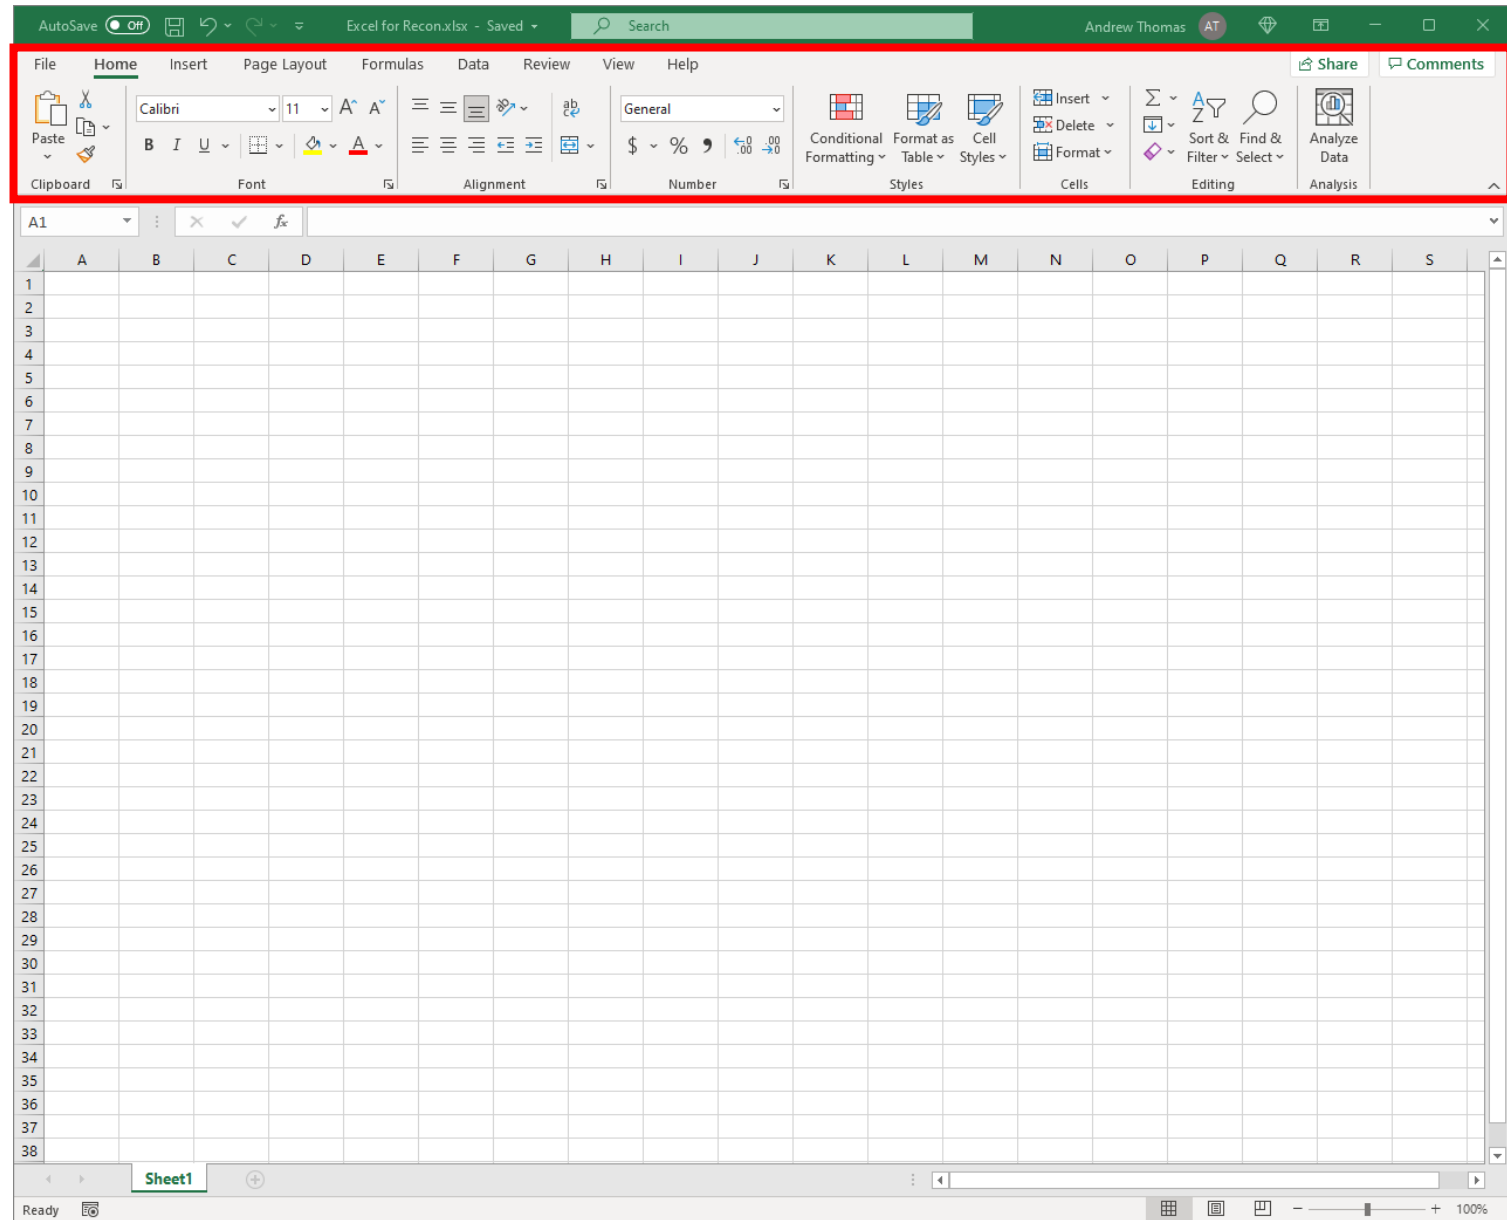 AutoSave Off Excel for Recon.xlsx - Saved Search Andrew Thomas AT
File Home Insert Page Layout Formulas Data Review View Help Share Comments
Paste
Clipboard
Calibri 11 A A
B I U A
Font
ab
Alignment
General
$ % 9 .00 .00
Number
Conditional Formatting
Format as Table
Cell Styles
Styles
Insert
Delete
Format
Cells
Σ
Sort & Filter
Find & Select
Editing
Analyze Data
Analysis
A1 fx
A B C D E F G H I J K L M N O P Q R S
1
2
3
4
5
6
7
8
9
10
11
12
13
14
15
16
17
18
19
20
21
22
23
24
25
26
27
28
29
30
31
32
33
34
35
36
37
38
Sheet1
Ready 100%